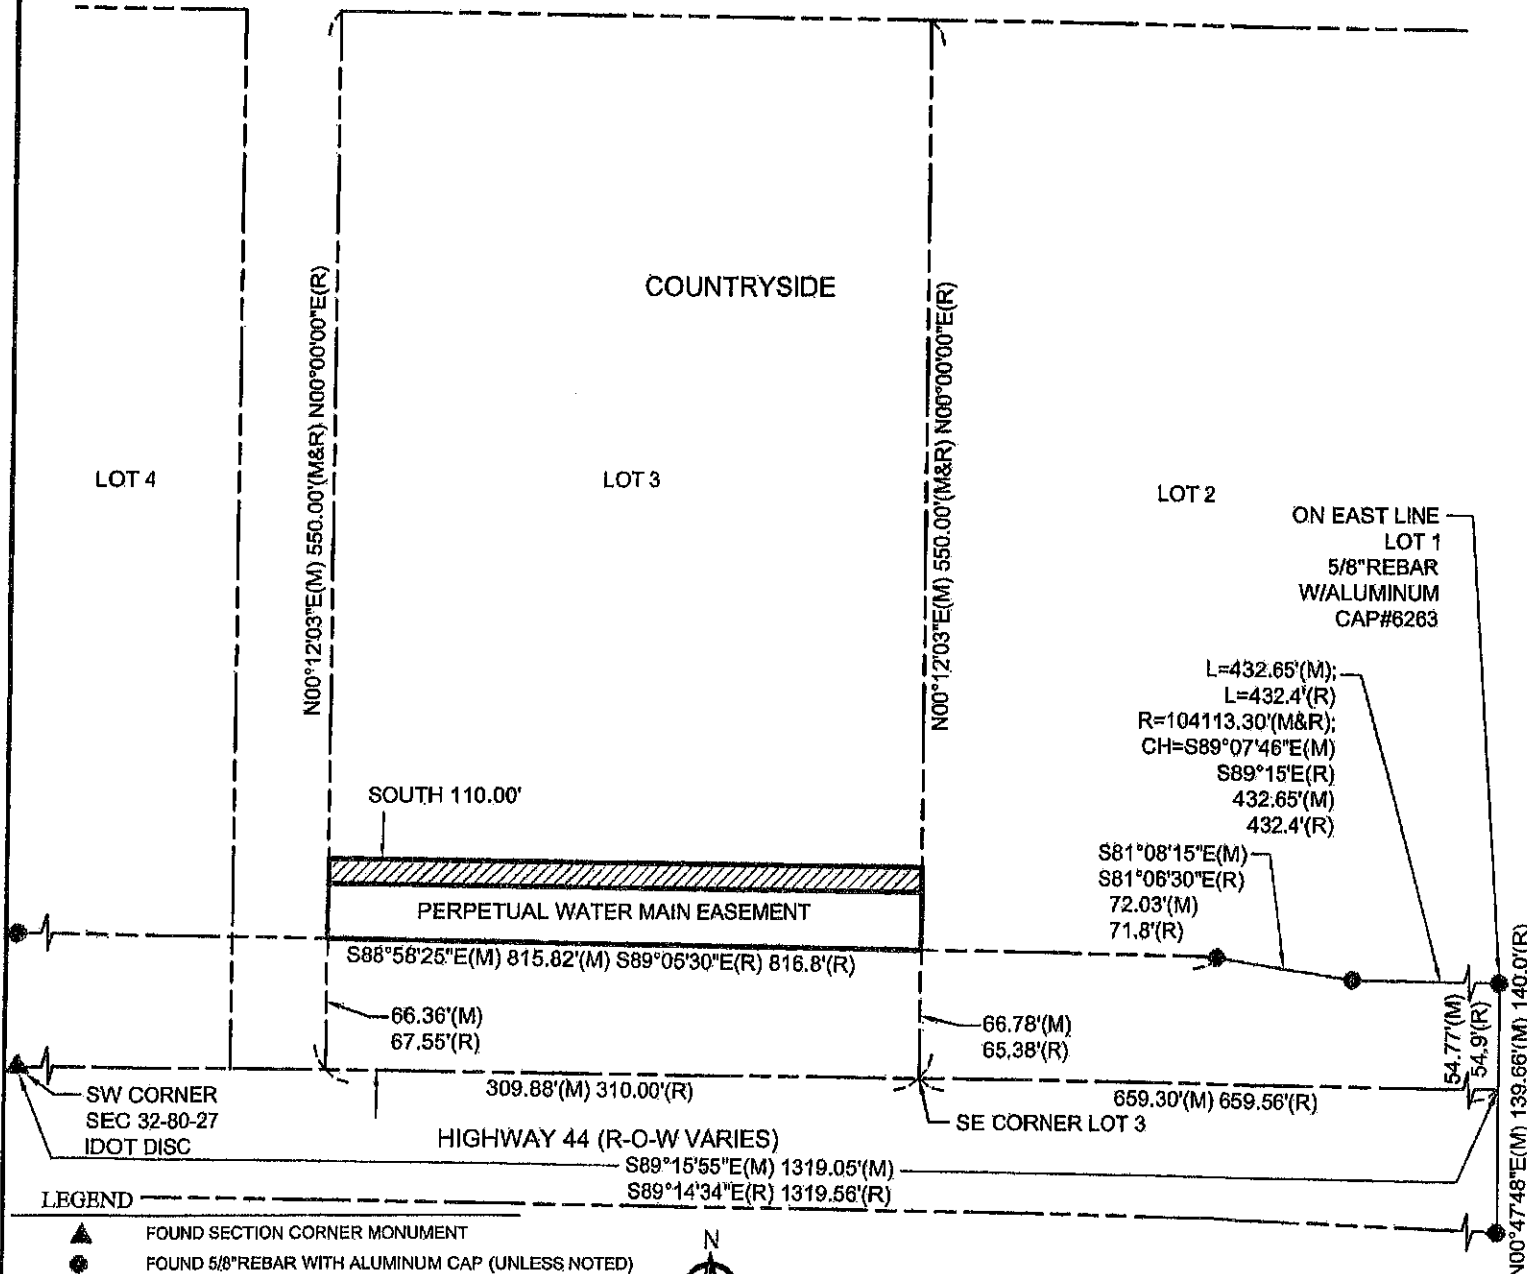 COUNTRYSIDE
N00°12'03"E(M) 550.00'(M&R) N00°00'00"E(R)
N00°12'03"E(M) 550.00'(M&R) N00°00'00"E(R)
LOT 4
LOT 3
LOT 2
ON EAST LINE
LOT 1
5/8"REBAR
W/ALUMINUM
CAP#6263
L=432.65'(M);
L=432.4'(R)
R=104113.30'(M&R);
CH=S89°07'46"E(M)
S89°15'E(R)
432.65'(M)
432.4'(R)
SOUTH 110.00'
S81°08'15"E(M)
S81°06'30"E(R)
72.03'(M)
71.8'(R)
PERPETUAL WATER MAIN EASEMENT
S88°58'25"E(M) 815.82'(M) S89°05'30"E(R) 816.8'(R)
66.36'(M)
67.55'(R)
66.78'(M)
65.38'(R)
54.77'(M)
54.9'(R)
N00°47'48"E(M) 139.66'(M) 140.0'(R)
SW CORNER
SEC 32-80-27
IDOT DISC
309.88'(M) 310.00'(R)
659.30'(M) 659.56'(R)
SE CORNER LOT 3
HIGHWAY 44 (R-O-W VARIES)
S89°15'55"E(M) 1319.05'(M)
S89°14'34"E(R) 1319.56'(R)
LEGEND
FOUND SECTION CORNER MONUMENT
FOUND 5/8"REBAR WITH ALUMINUM CAP (UNLESS NOTED)
N